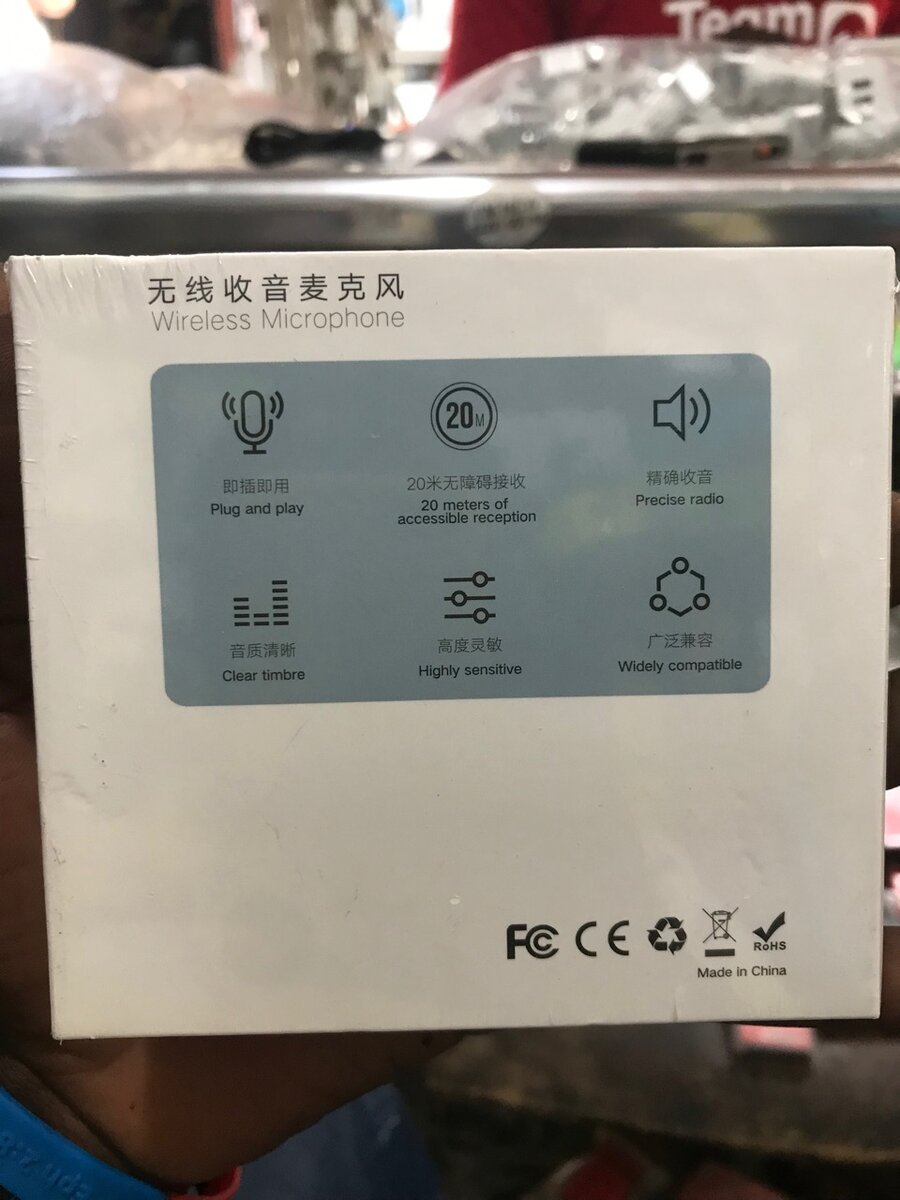 Team
无线收音麦克风
Wireless Microphone
20M
即插即用
Plug and play
20米无障碍接收
20 meters of
accessible reception
精确收音
Precise radio
音质清晰
Clear timbre
高度灵敏
Highly sensitive
广泛兼容
Widely compatible
FC CE
RoHS
Made in China